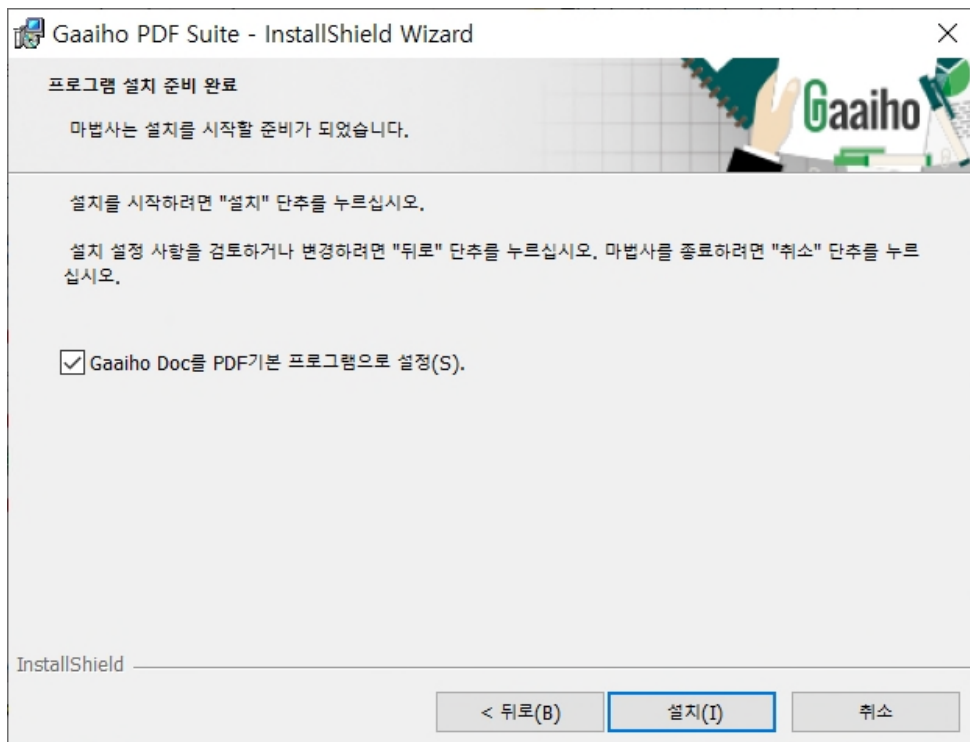 Gaaiho PDF Suite - InstallShield Wizard
프로그램 설치 준비 완료
마법사는 설치를 시작할 준비가 되었습니다.
Gaaiho
설치를 시작하려면 "설치" 단추를 누르십시오.
설치 설정 사항을 검토하거나 변경하려면 "뒤로" 단추를 누르십시오. 마법사를 종료하려면 "취소" 단추를 누르
십시오.
Gaaiho Doc를 PDF기본 프로그램으로 설정(S).
InstallShield
< 뒤로(B)
설치(I)
취소